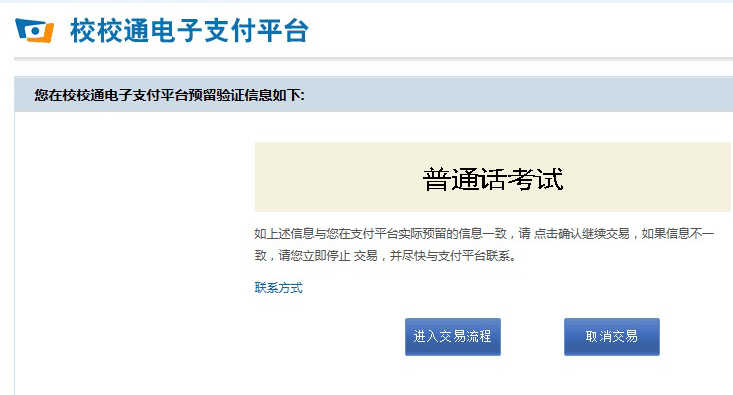 校校通电子支付平台
您在校校通电子支付平台预留验证信息如下:
普通话考试
如上述信息与您在支付平台实际预留的信息一致，请 点击确认继续交易，如果信息不一
致，请您立即停止 交易，并尽快与支付平台联系。
联系方式
进入交易流程 取消交易